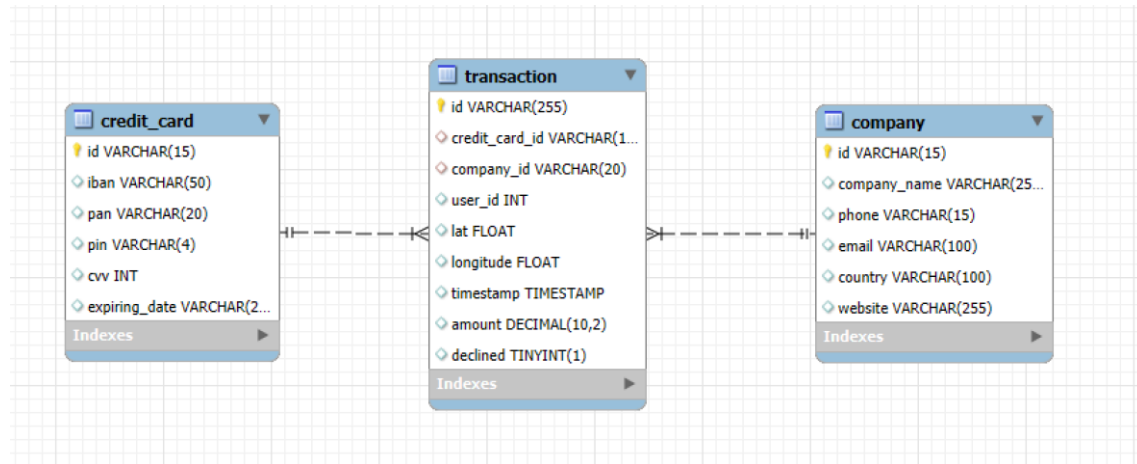 credit_card
id VARCHAR(15)
iban VARCHAR(50)
pan VARCHAR(20)
pin VARCHAR(4)
cvv INT
expiring_date VARCHAR(2...
Indexes
transaction
id VARCHAR(255)
credit_card_id VARCHAR(1...
company_id VARCHAR(20)
user_id INT
lat FLOAT
longitude FLOAT
timestamp TIMESTAMP
amount DECIMAL(10,2)
declined TINYINT(1)
Indexes
company
id VARCHAR(15)
company_name VARCHAR(25...
phone VARCHAR(15)
email VARCHAR(100)
country VARCHAR(100)
website VARCHAR(255)
Indexes